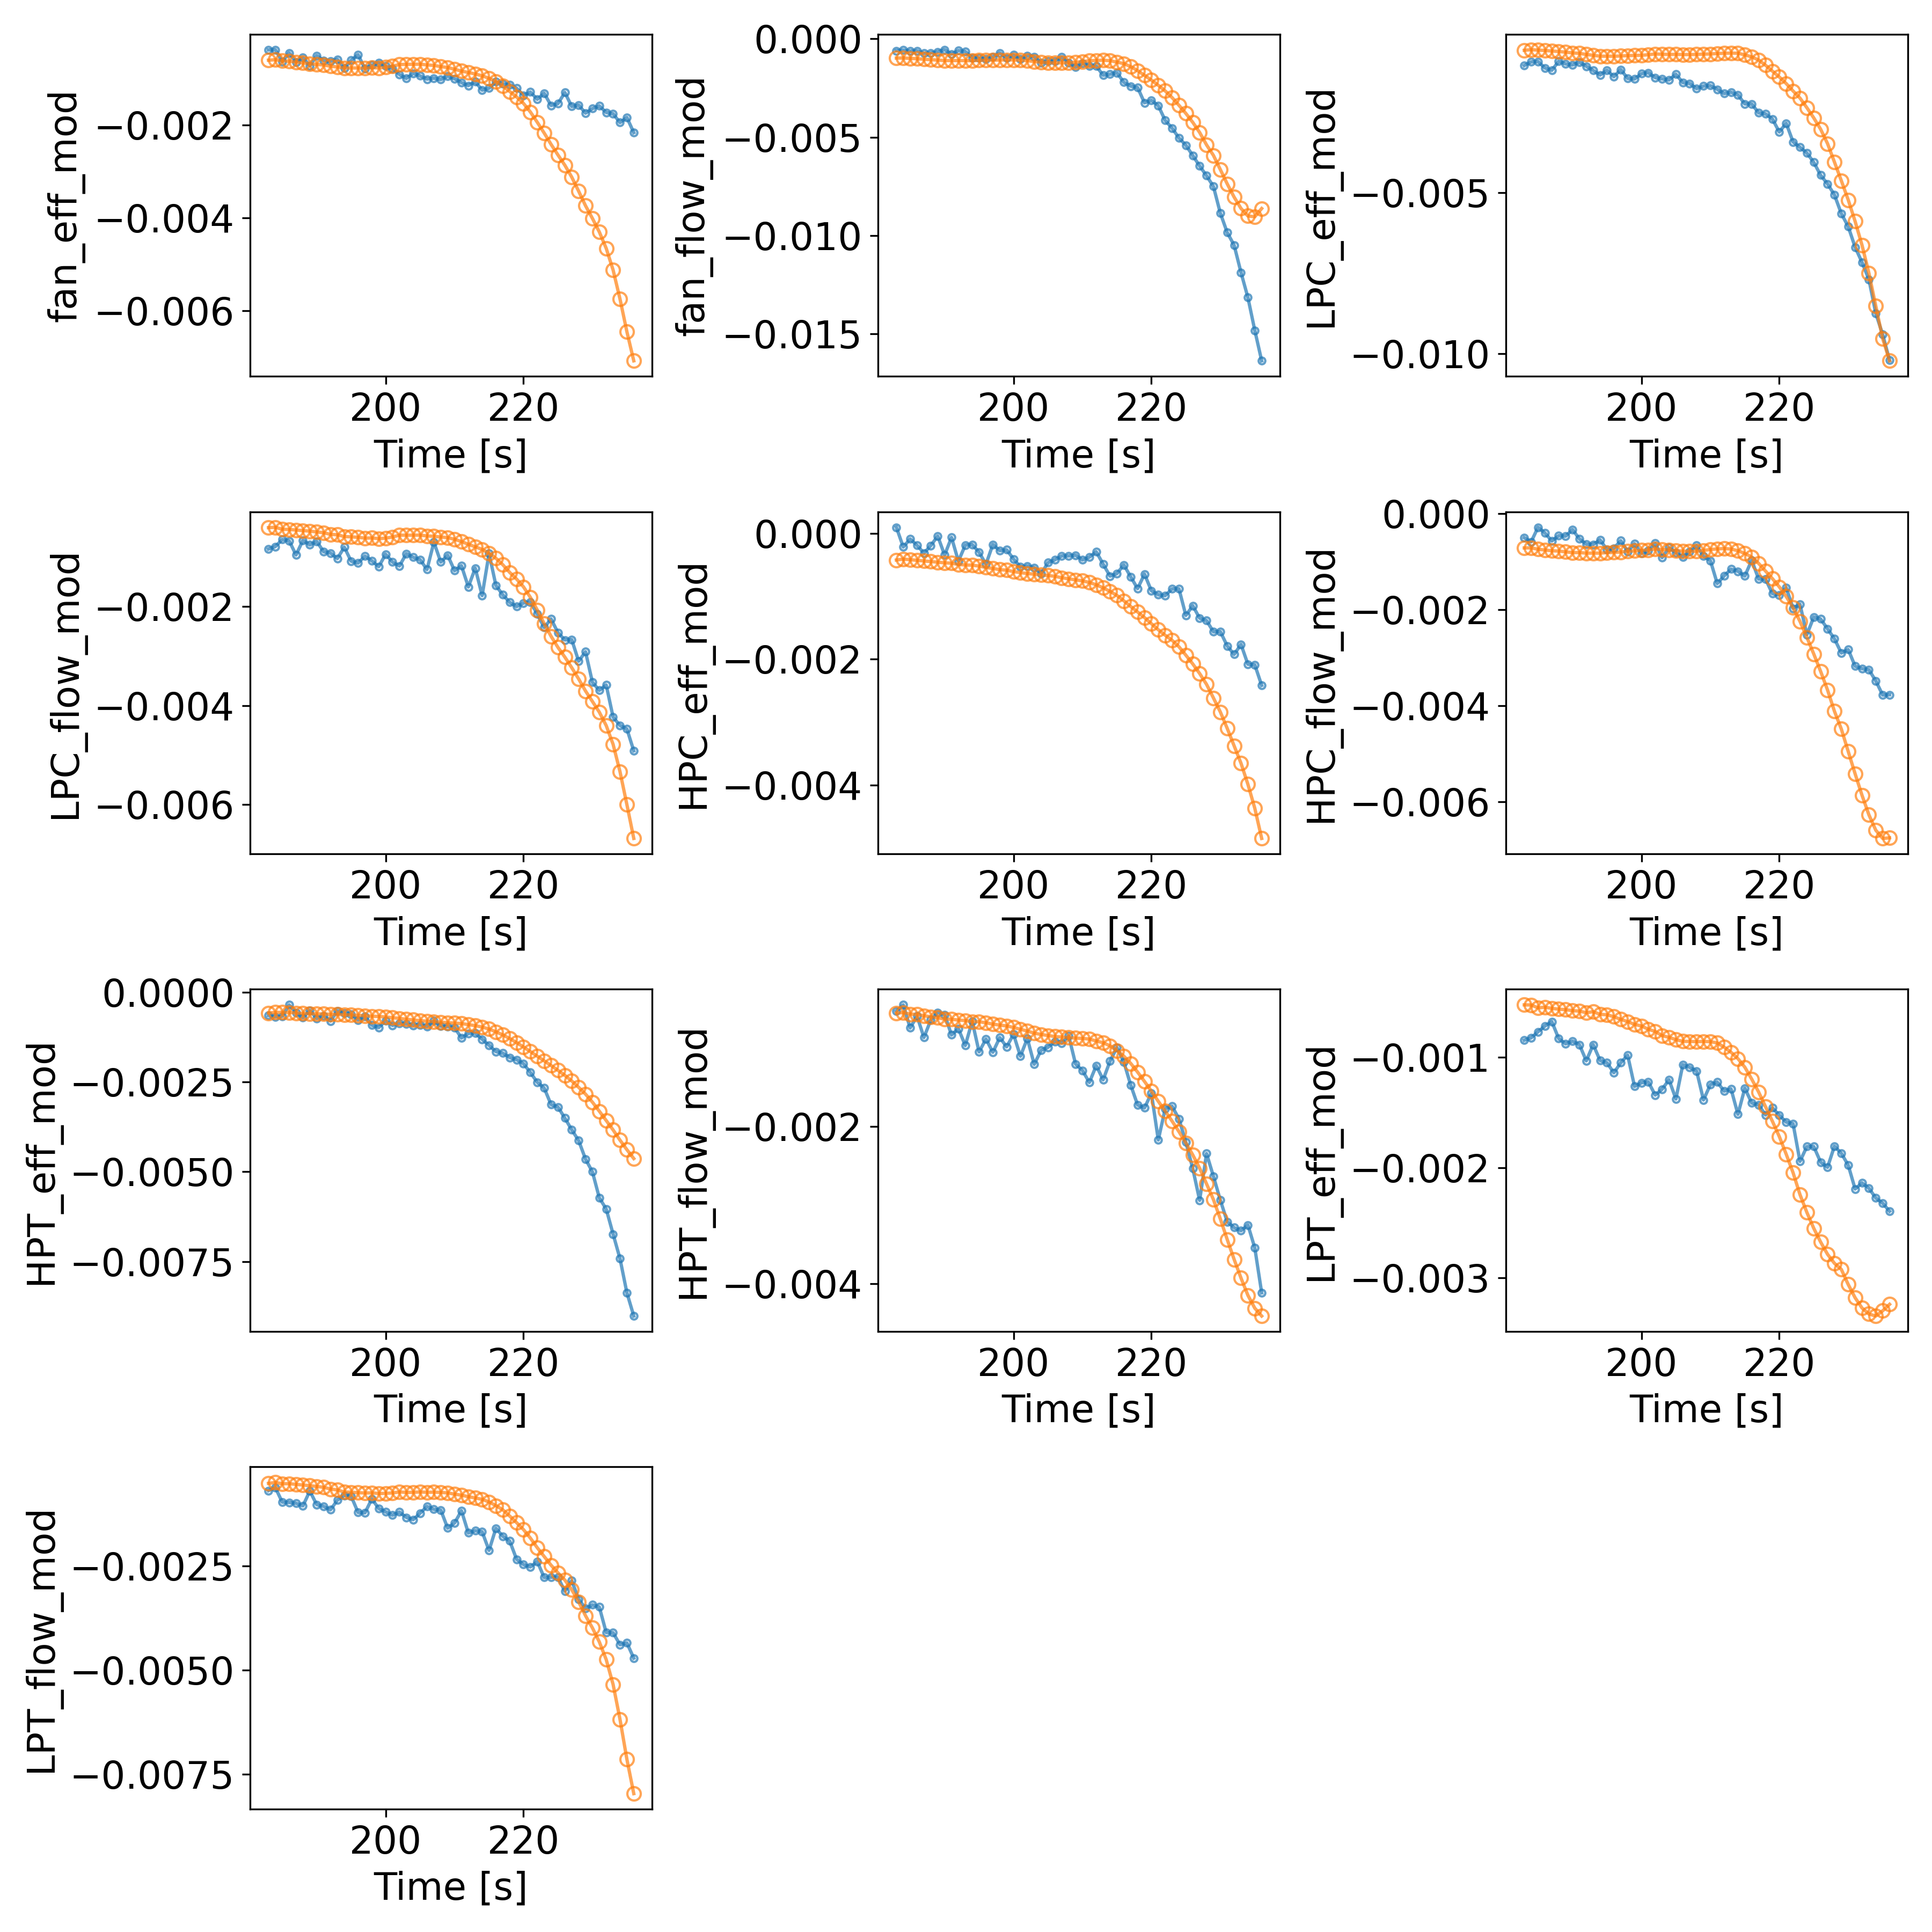 fan_eff_mod
−0.002
−0.004
−0.006
200 220
Time [s]
fan_flow_mod
0.000
−0.005
−0.010
−0.015
200 220
Time [s]
LPC_eff_mod
−0.005
−0.010
200 220
Time [s]
LPC_flow_mod
−0.002
−0.004
−0.006
200 220
Time [s]
HPC_eff_mod
0.000
−0.002
−0.004
200 220
Time [s]
HPC_flow_mod
0.000
−0.002
−0.004
−0.006
200 220
Time [s]
HPT_eff_mod
0.0000
−0.0025
−0.0050
−0.0075
200 220
Time [s]
HPT_flow_mod
−0.002
−0.004
200 220
Time [s]
LPT_eff_mod
−0.001
−0.002
−0.003
200 220
Time [s]
LPT_flow_mod
−0.0025
−0.0050
−0.0075
200 220
Time [s]